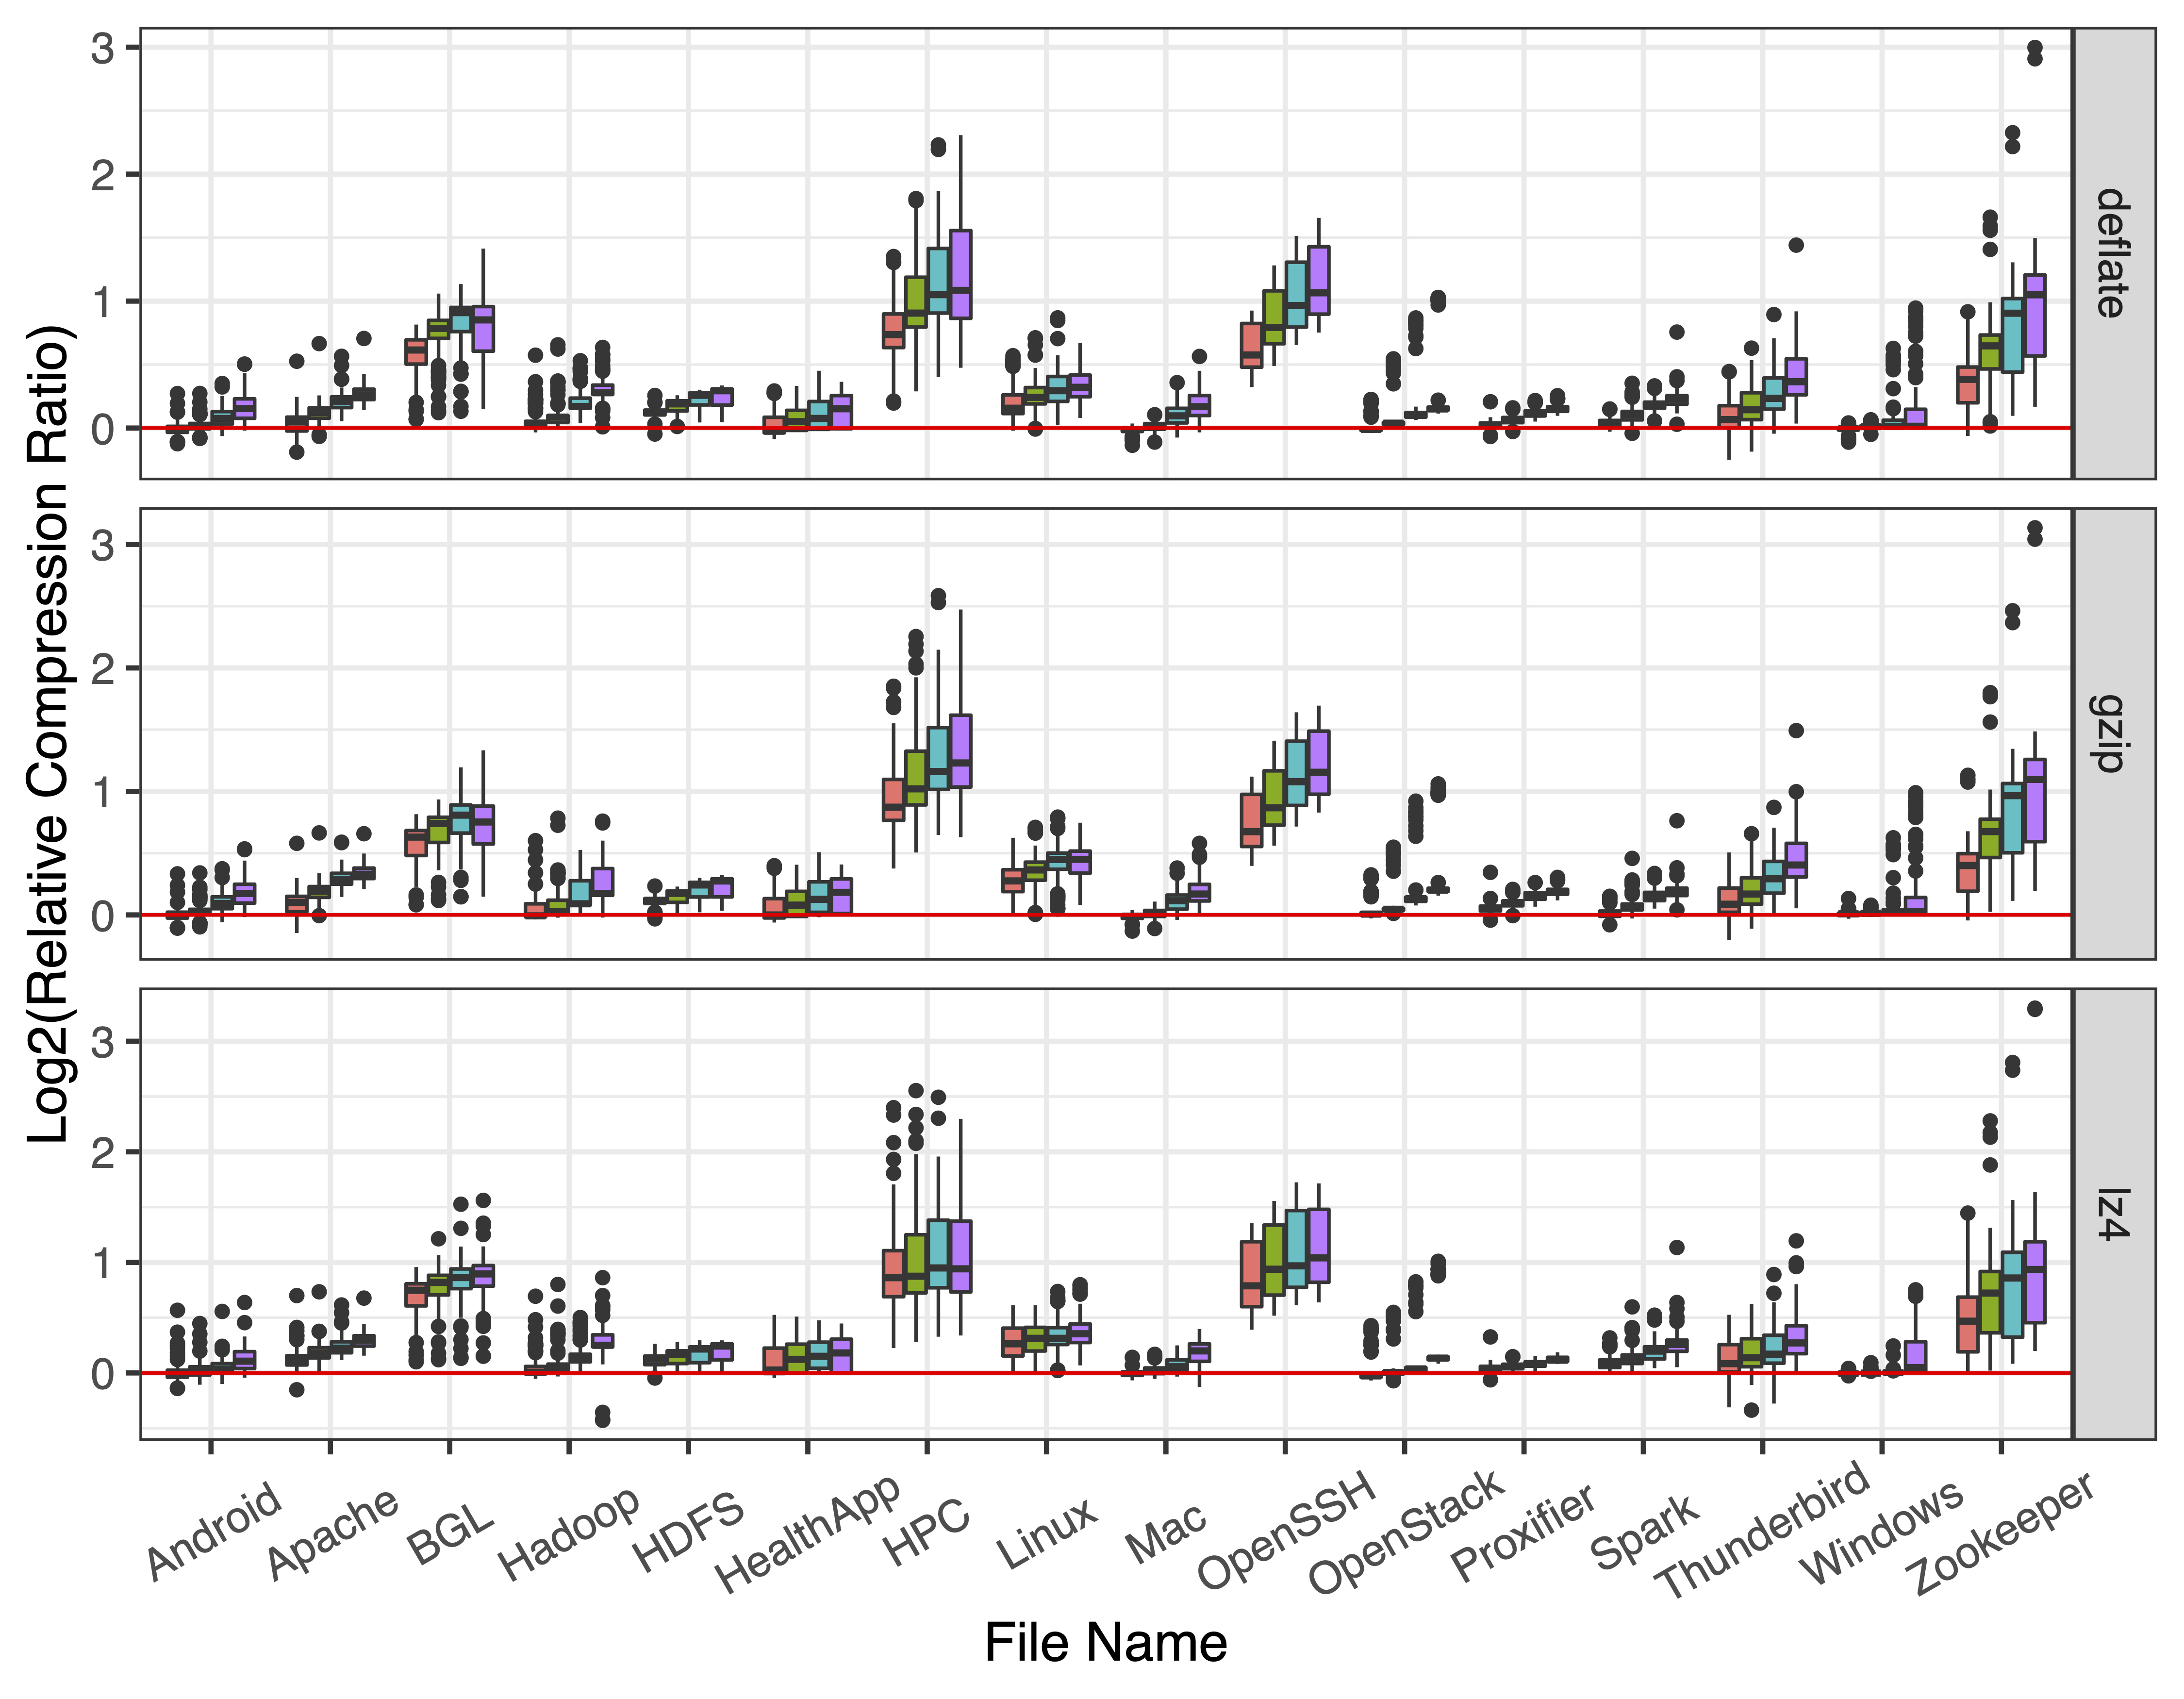 Log2(Relative Compression Ratio)
3
2
1
0
deflate
3
2
1
0
gzip
3
2
1
0
lz4
Android
Apache
BGL
Hadoop
HDFS
HealthApp
HPC
Linux
Mac
OpenSSH
OpenStack
Proxifier
Spark
Thunderbird
Windows
Zookeeper
File Name